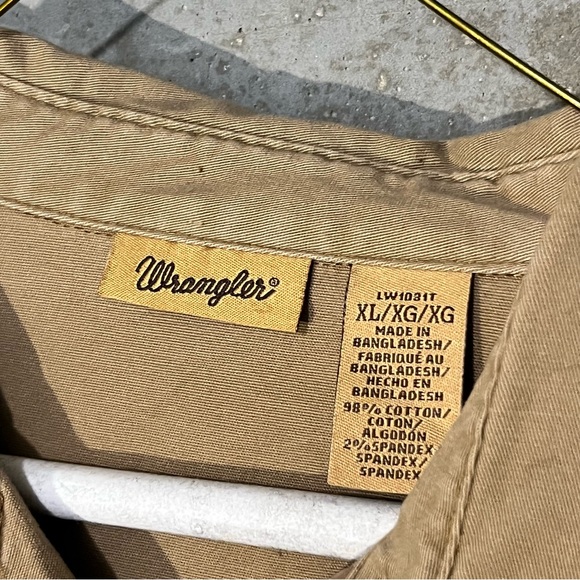 Wrangler®
LW1031T
XL/XG/XG
MADE IN
BANGLADESH/
FABRIQUÉ AU
BANGLADESH/
HECHO EN
BANGLADESH
98% COTTON/
COTON/
ALGODON
2% SPANDEX/
SPANDEX/
SPANDEX